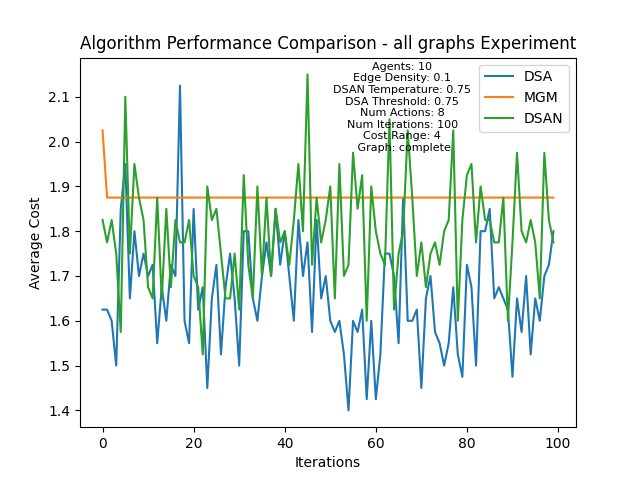 Algorithm Performance Comparison - all graphs Experiment
Agents: 10
Edge Density: 0.1
DSAN Temperature: 0.75
DSA Threshold: 0.75
Num Actions: 8
Num Iterations: 100
Cost Range: 4
Graph: complete
DSA
MGM
DSAN
Average Cost
2.1
2.0
1.9
1.8
1.7
1.6
1.5
1.4
0
20
40
60
80
100
Iterations